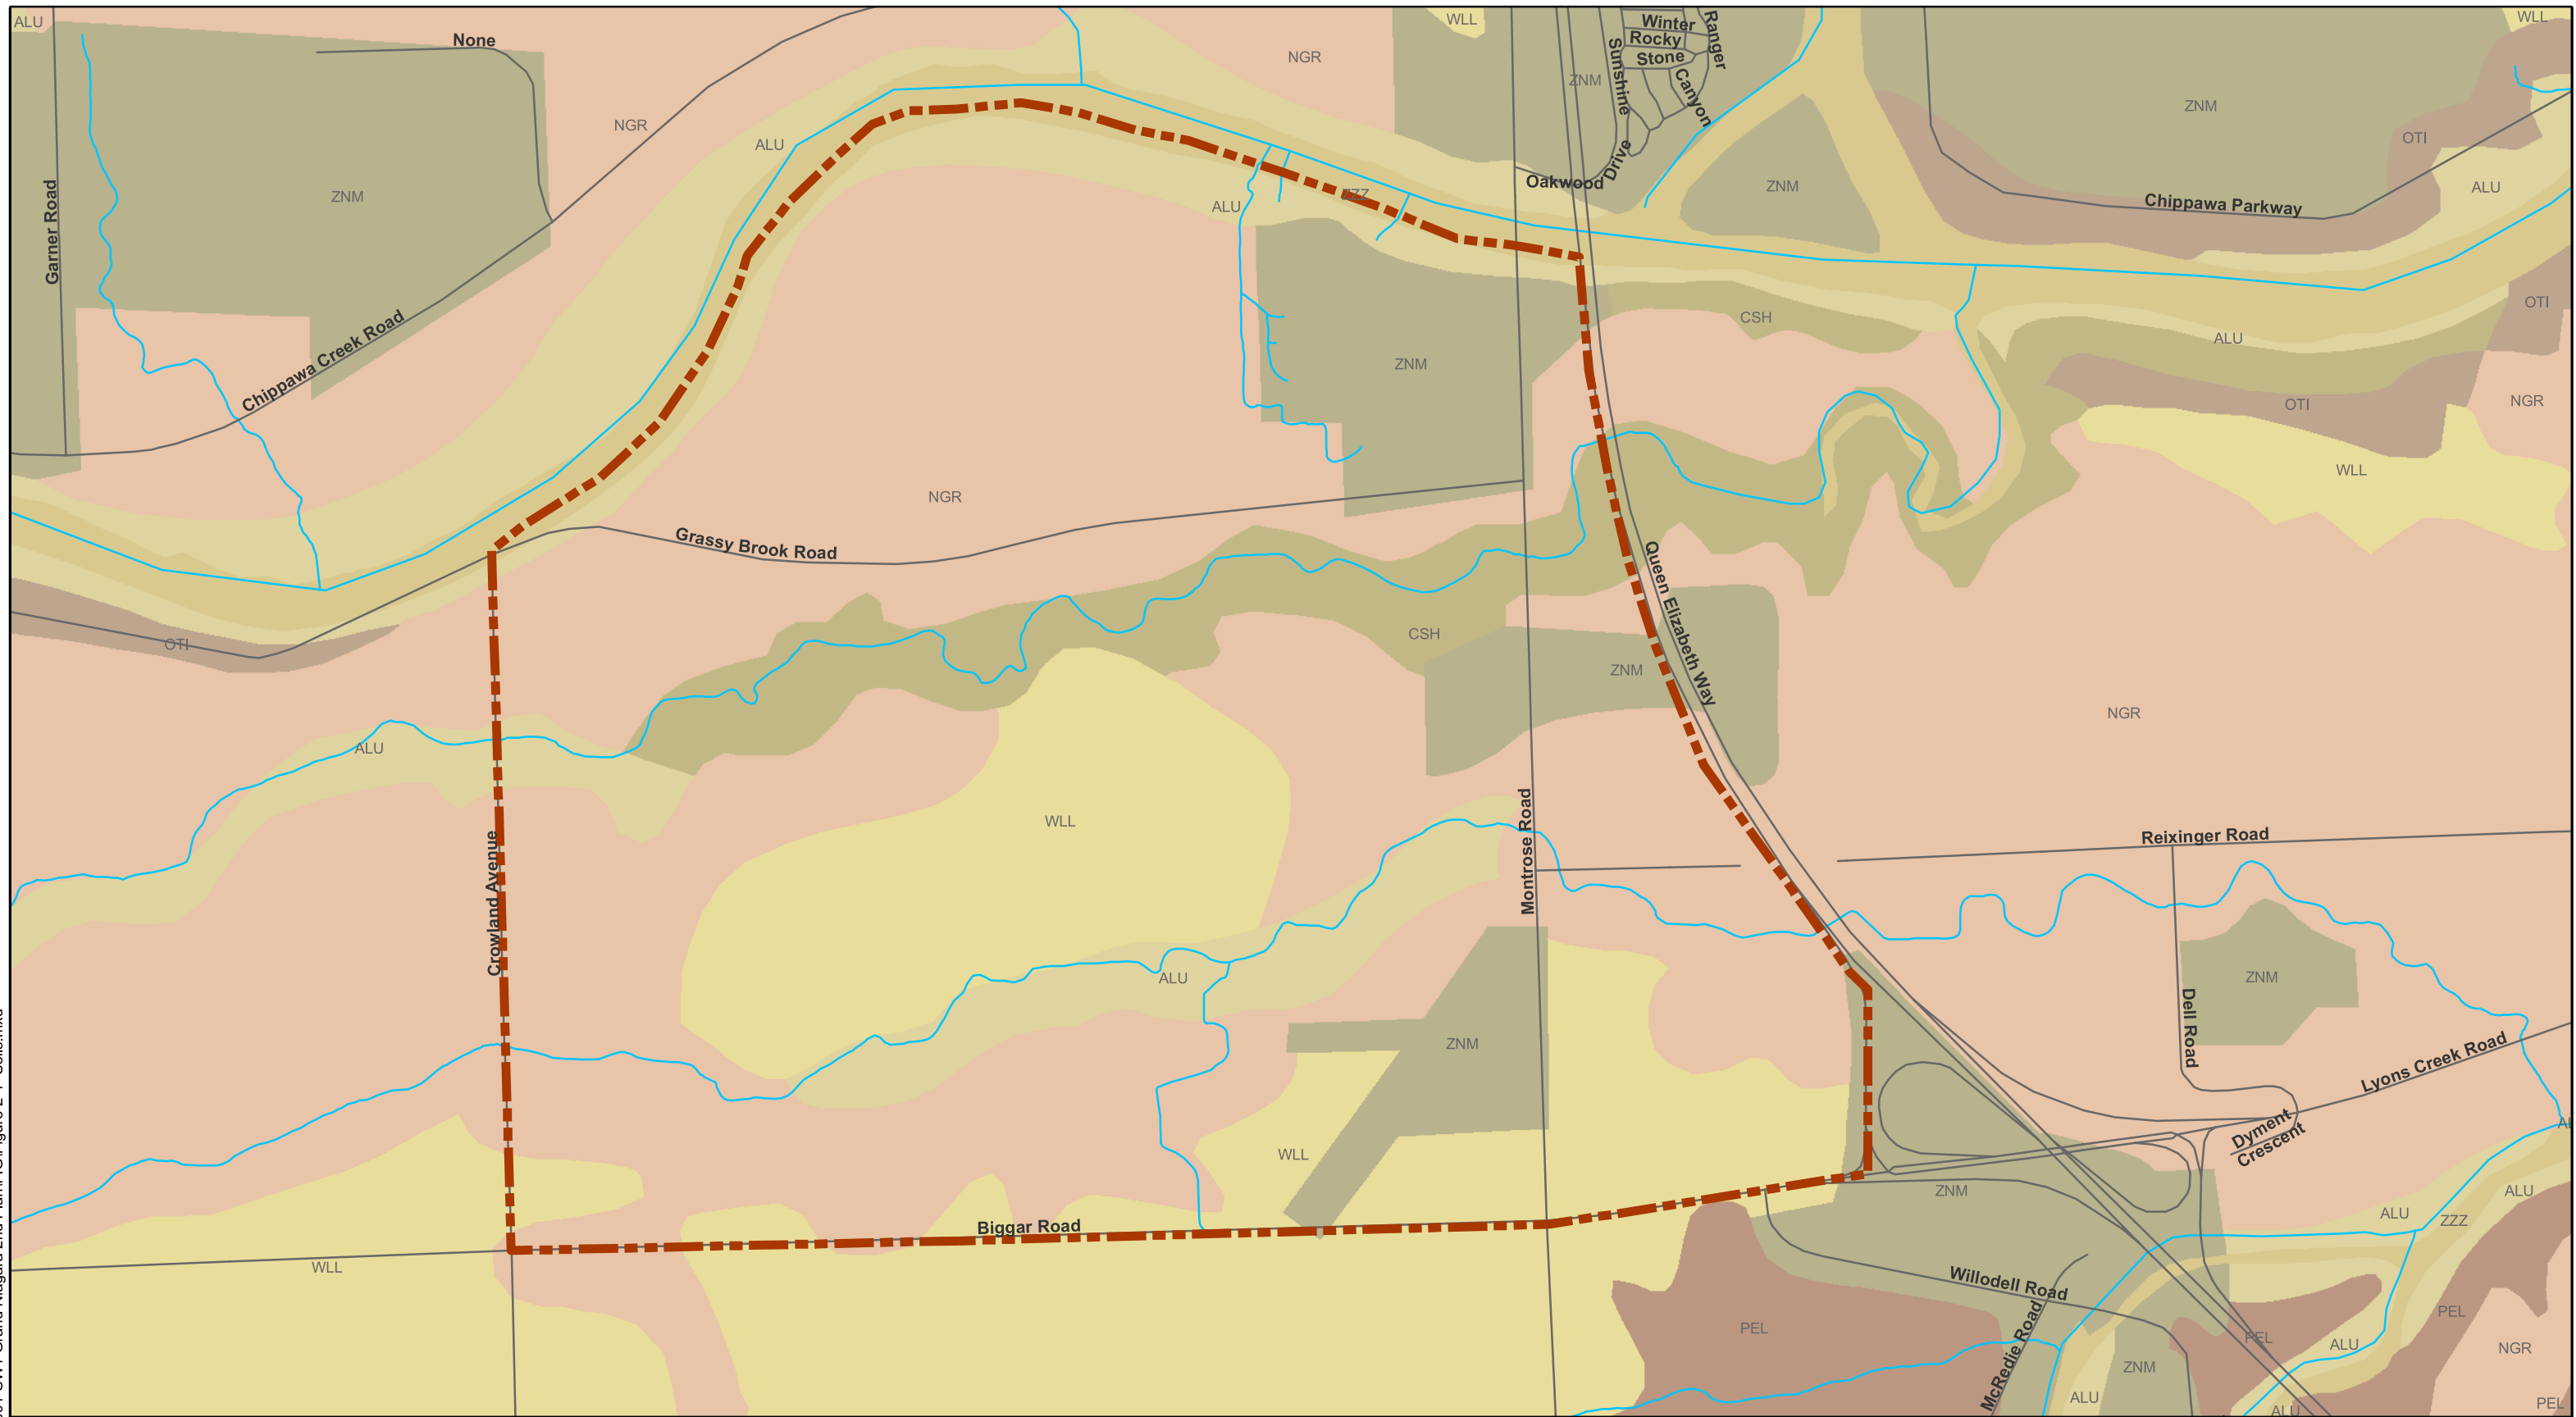 ALU
WLL
WLL
None
Winter
Ranger
Rocky
NGR
Stone
Sunshine
ZNM
Canyon
ZNM
NGR
OTI
ALU
Drive
Oakwood
ZNM
ALU
ZNM
ZZZ
Chippawa Parkway
ALU
Garner Road
OTI
CSH
ALU
Chippawa Creek Road
ZNM
OTI
NGR
WLL
NGR
Grassy Brook Road
Queen Elizabeth Way
CSH
OTI
ZNM
NGR
ALU
WLL
Montrose Road
Reixinger Road
Crowland Avenue
ALU
ZNM
ZNM
Dell Road
Lyons Creek Road
Dyment
Crescent
WLL
ZNM
ALU
ALU
ZZZ
Biggar Road
WLL
Willodell Road
PEL
PEL
PEL
McRedie Road
ALU
NGR
ZNM
ALU
PEL
ALU